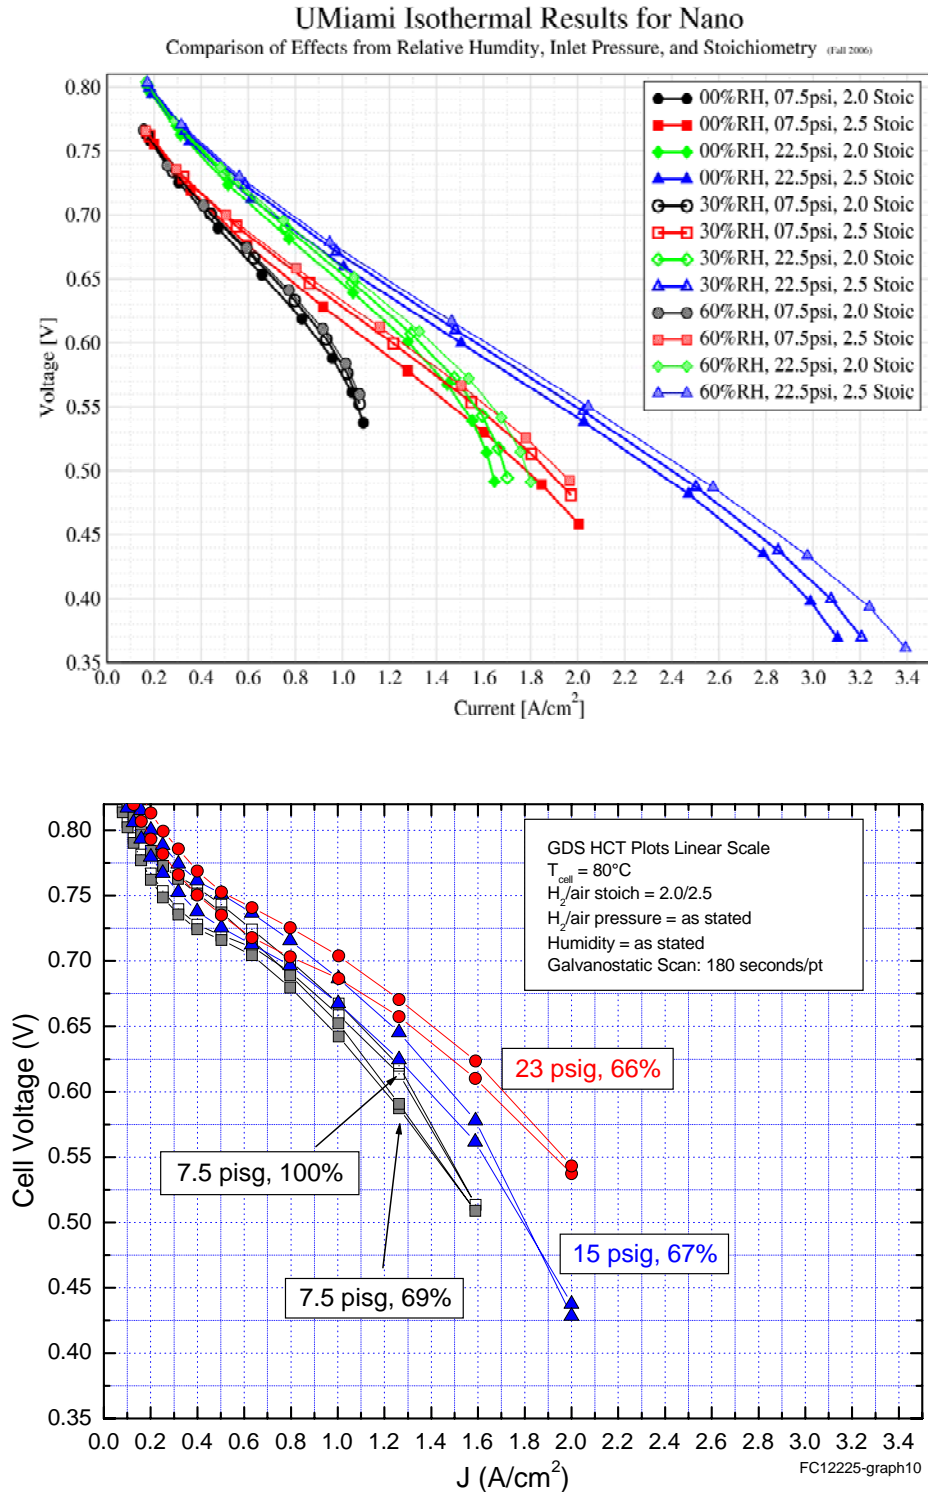 UMiami Isothermal Results for Nano
Comparison of Effects from Relative Humdity, Inlet Pressure, and Stoichiometry (Fall 2006)
0.80
0.75
0.70
0.65
0.60
0.55
0.50
0.45
0.40
0.35
Voltage [V]
00%RH, 07.5psi, 2.0 Stoic
00%RH, 07.5psi, 2.5 Stoic
00%RH, 22.5psi, 2.0 Stoic
00%RH, 22.5psi, 2.5 Stoic
30%RH, 07.5psi, 2.0 Stoic
30%RH, 07.5psi, 2.5 Stoic
30%RH, 22.5psi, 2.0 Stoic
30%RH, 22.5psi, 2.5 Stoic
60%RH, 07.5psi, 2.0 Stoic
60%RH, 07.5psi, 2.5 Stoic
60%RH, 22.5psi, 2.0 Stoic
60%RH, 22.5psi, 2.5 Stoic
0.0 0.2 0.4 0.6 0.8 1.0 1.2 1.4 1.6 1.8 2.0 2.2 2.4 2.6 2.8 3.0 3.2 3.4
Current [A/cm2]
0.80
0.75
0.70
0.65
0.60
0.55
0.50
0.45
0.40
0.35
Cell Voltage (V)
GDS HCT Plots Linear Scale
Tcell = 80°C
H2/air stoich = 2.0/2.5
H2/air pressure = as stated
Humidity = as stated
Galvanostatic Scan: 180 seconds/pt
23 psig, 66%
7.5 pisg, 100%
15 psig, 67%
7.5 pisg, 69%
0.0 0.2 0.4 0.6 0.8 1.0 1.2 1.4 1.6 1.8 2.0 2.2 2.4 2.6 2.8 3.0 3.2 3.4
J (A/cm2)
FC12225-graph10